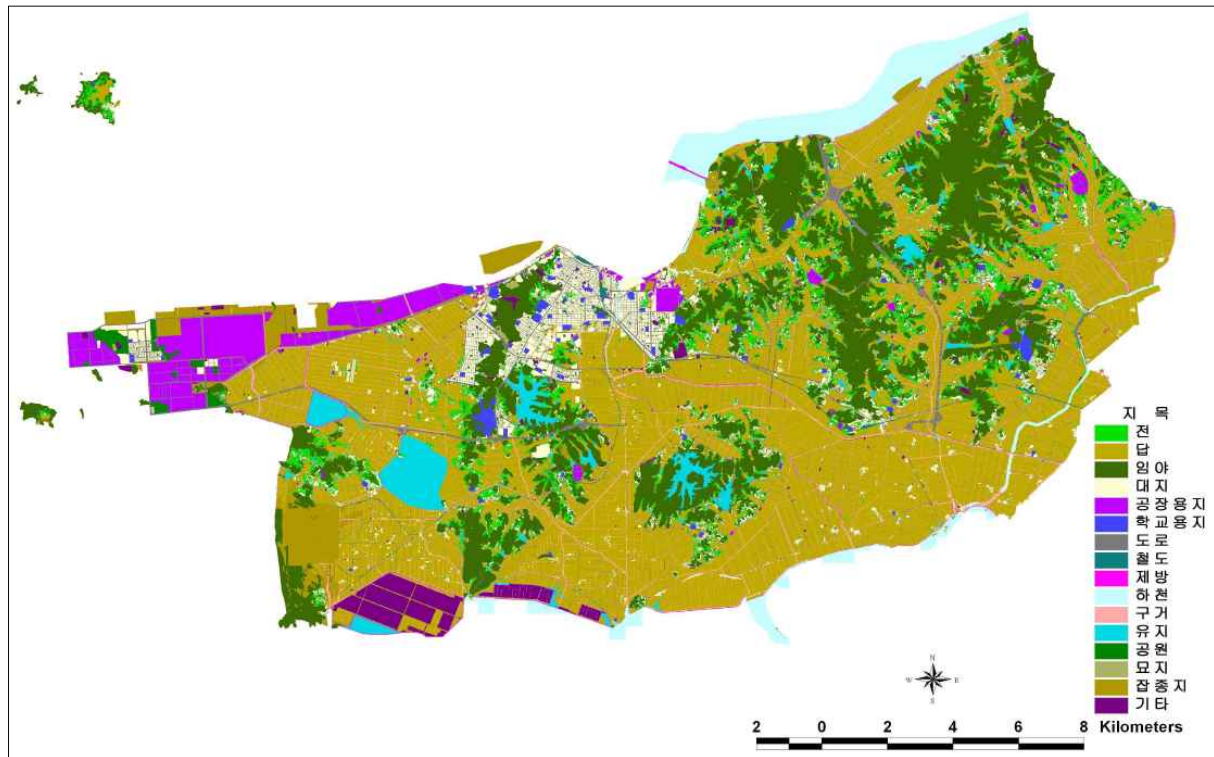 지 목
전
답
임 야
대 지
공 장 용 지
학 교 용 지
도 로
철 도
제 방
하 천
구 거
유 지
공 원
묘 지
잡 종 지
기 타
N
W E
S
2 0 2 4 6 8 Kilometers